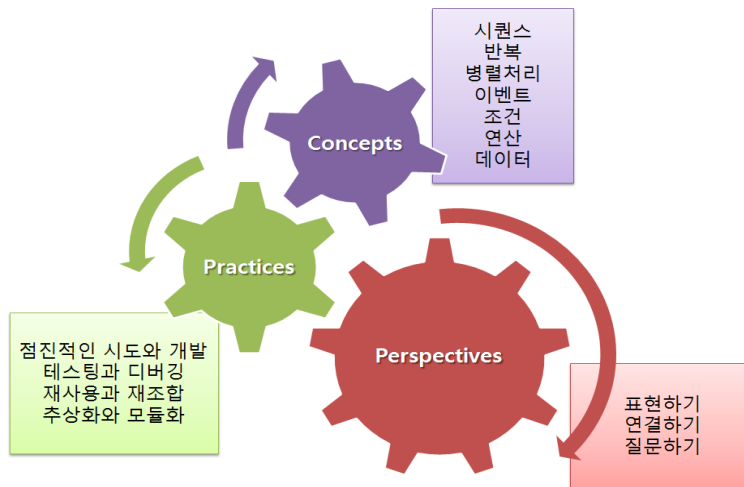 시퀀스
반복
병렬처리
이벤트
조건
연산
데이터
Concepts
Practices
점진적인 시도와 개발
테스팅과 디버깅
재사용과 재조합
추상화와 모듈화
Perspectives
표현하기
연결하기
질문하기